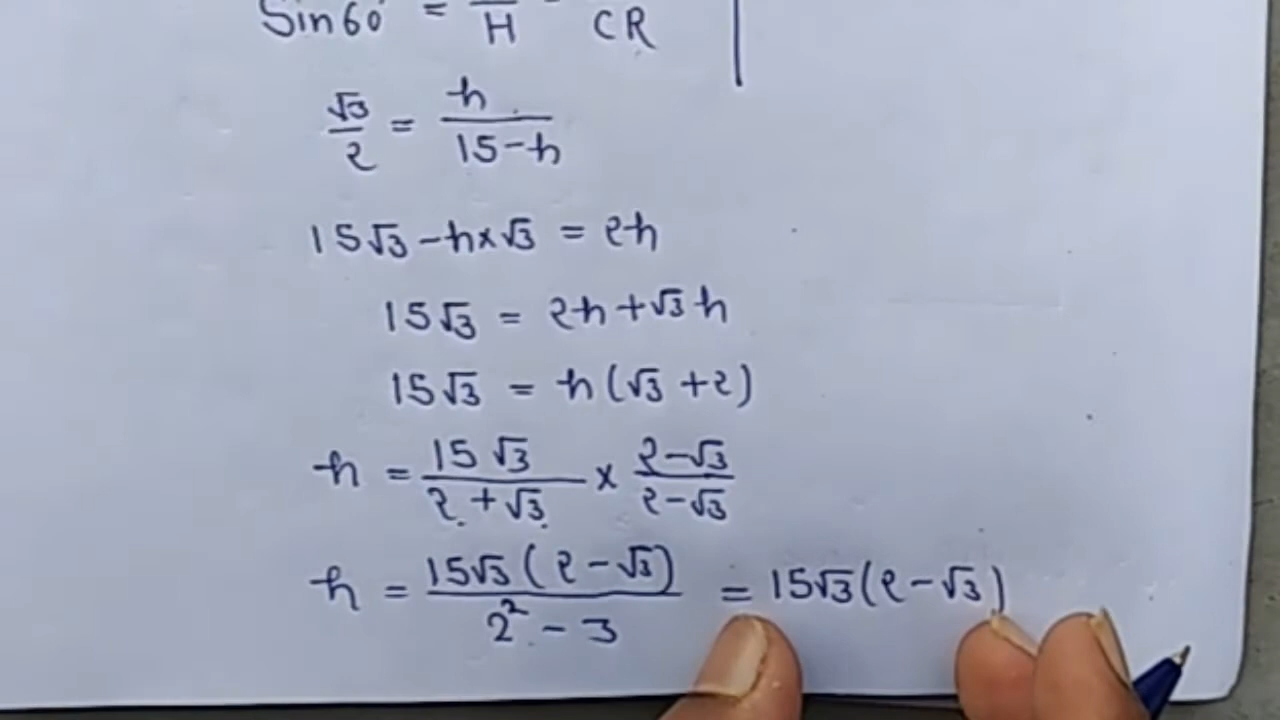 Sin60° = /H = /CR
√3/2 = h/15-h
15√3 - h×√3 = 2h
15√3 = 2h + √3 h
15√3 = h(√3 + 2)
h = 15√3/2+√3 × 2-√3/2-√3
h = 15√3(2-√3)/2² - 3 = 15√3(2-√3)